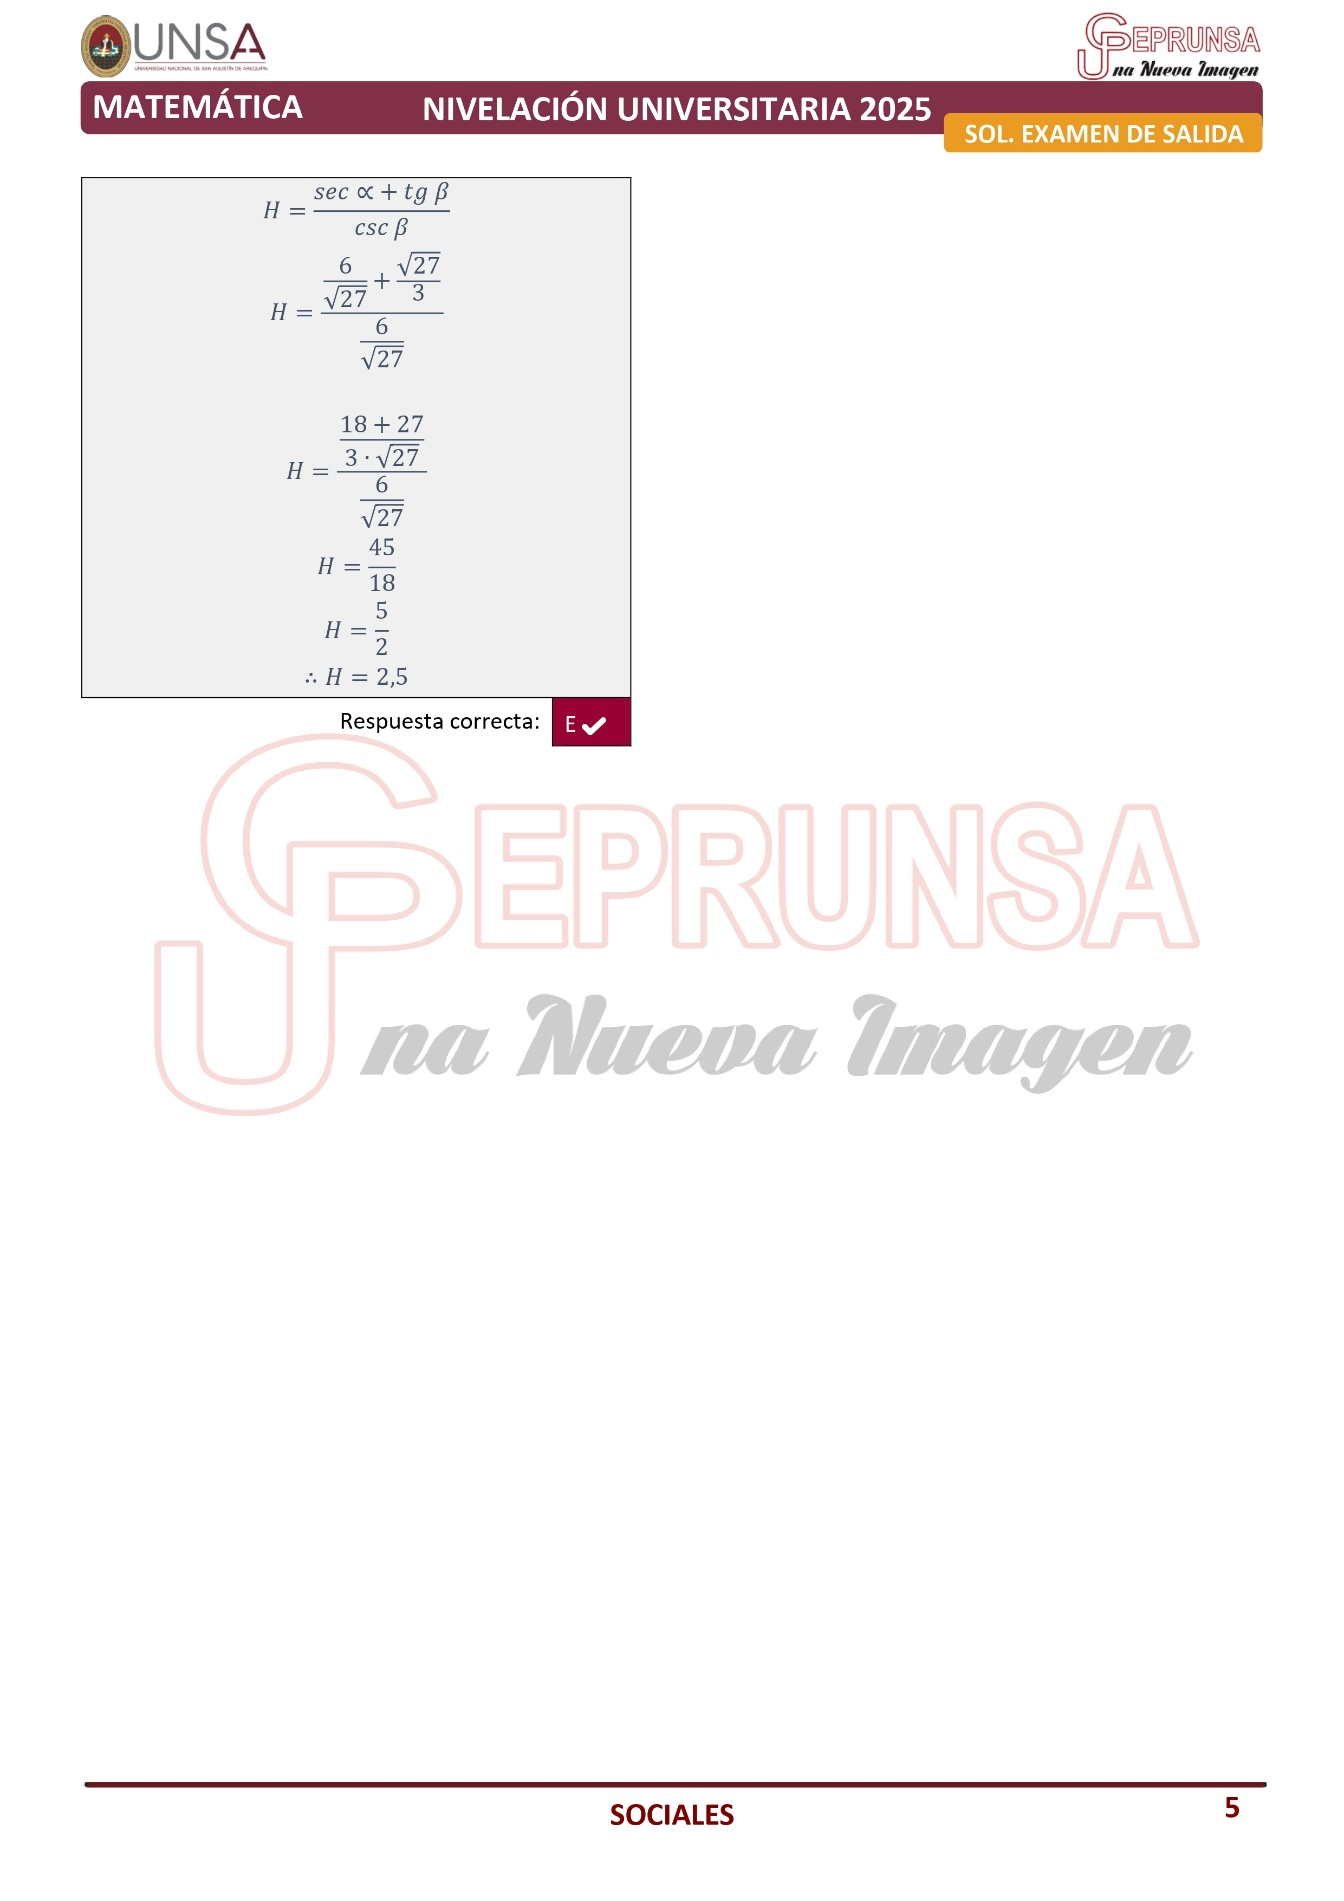 UNSA
UNIVERSIDAD NACIONAL DE SAN AGUSTÍN DE AREQUIPA
CEPRUNSA
Una Nueva Imagen
MATEMÁTICA
NIVELACIÓN UNIVERSITARIA 2025
SOL. EXAMEN DE SALIDA
H = (sec ∝ + tg β) / (csc β)
H = (6/√27 + √27/3) / (6/√27)
H = ((18 + 27)/(3 · √27)) / (6/√27)
H = 45/18
H = 5/2
∴ H = 2,5
Respuesta correcta: E ✔
CEPRUNSA
Una Nueva Imagen
SOCIALES
5